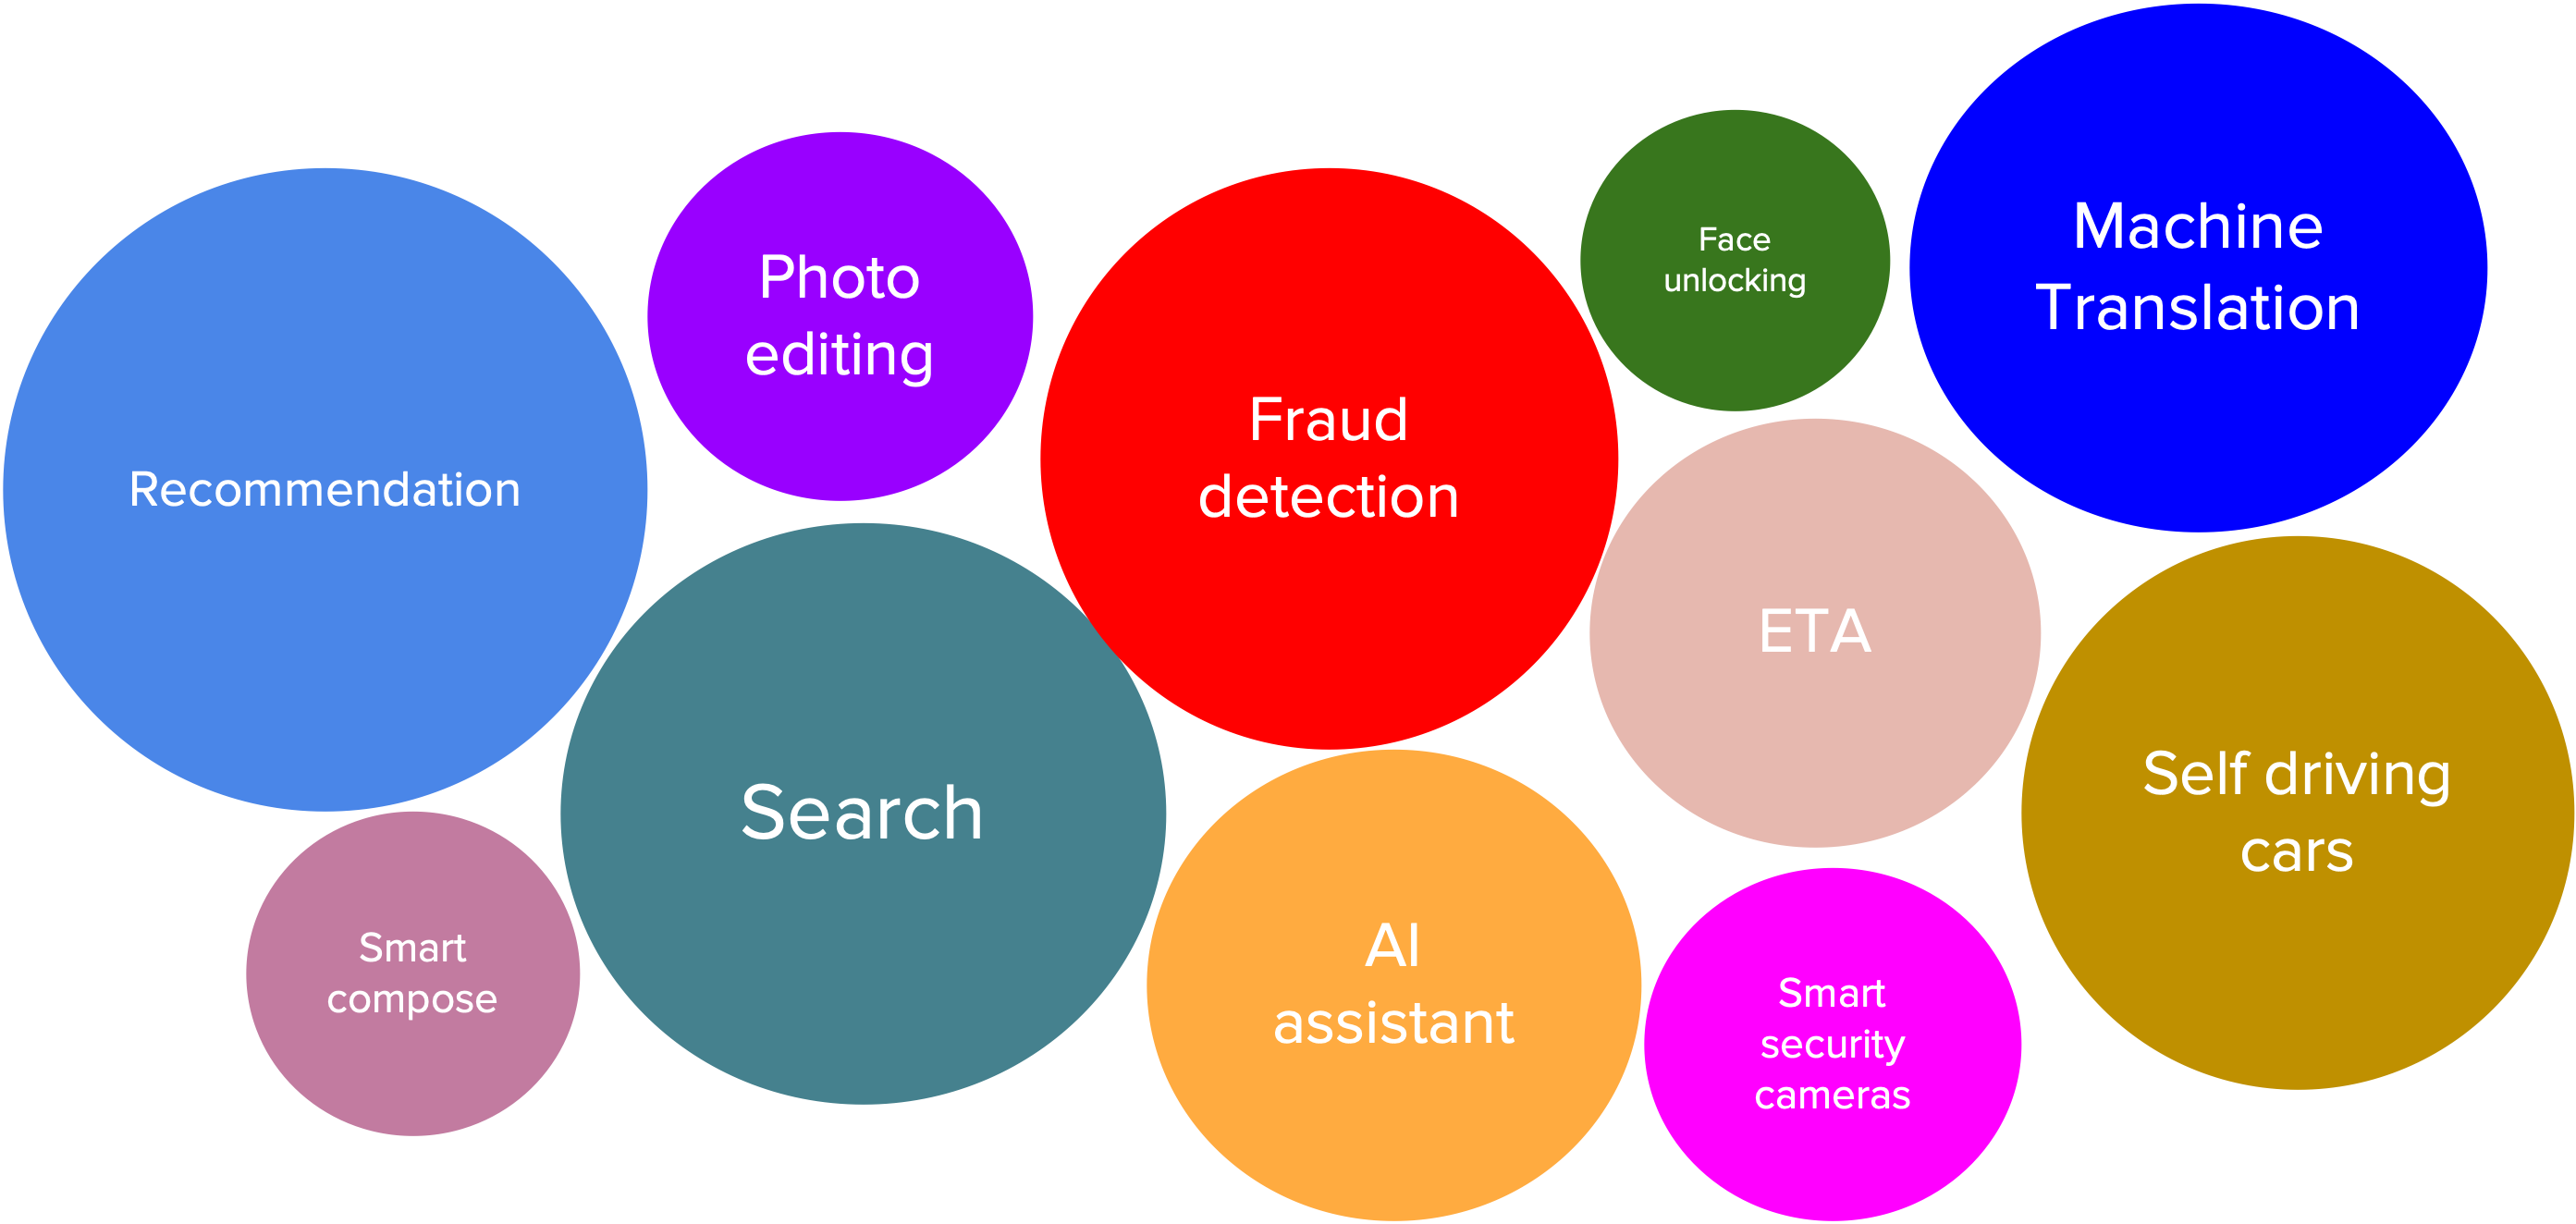 Recommendation
Photo
editing
Fraud
detection
Face
unlocking
Machine
Translation
Search
ETA
Self driving
cars
Smart
compose
AI
assistant
Smart
security
cameras